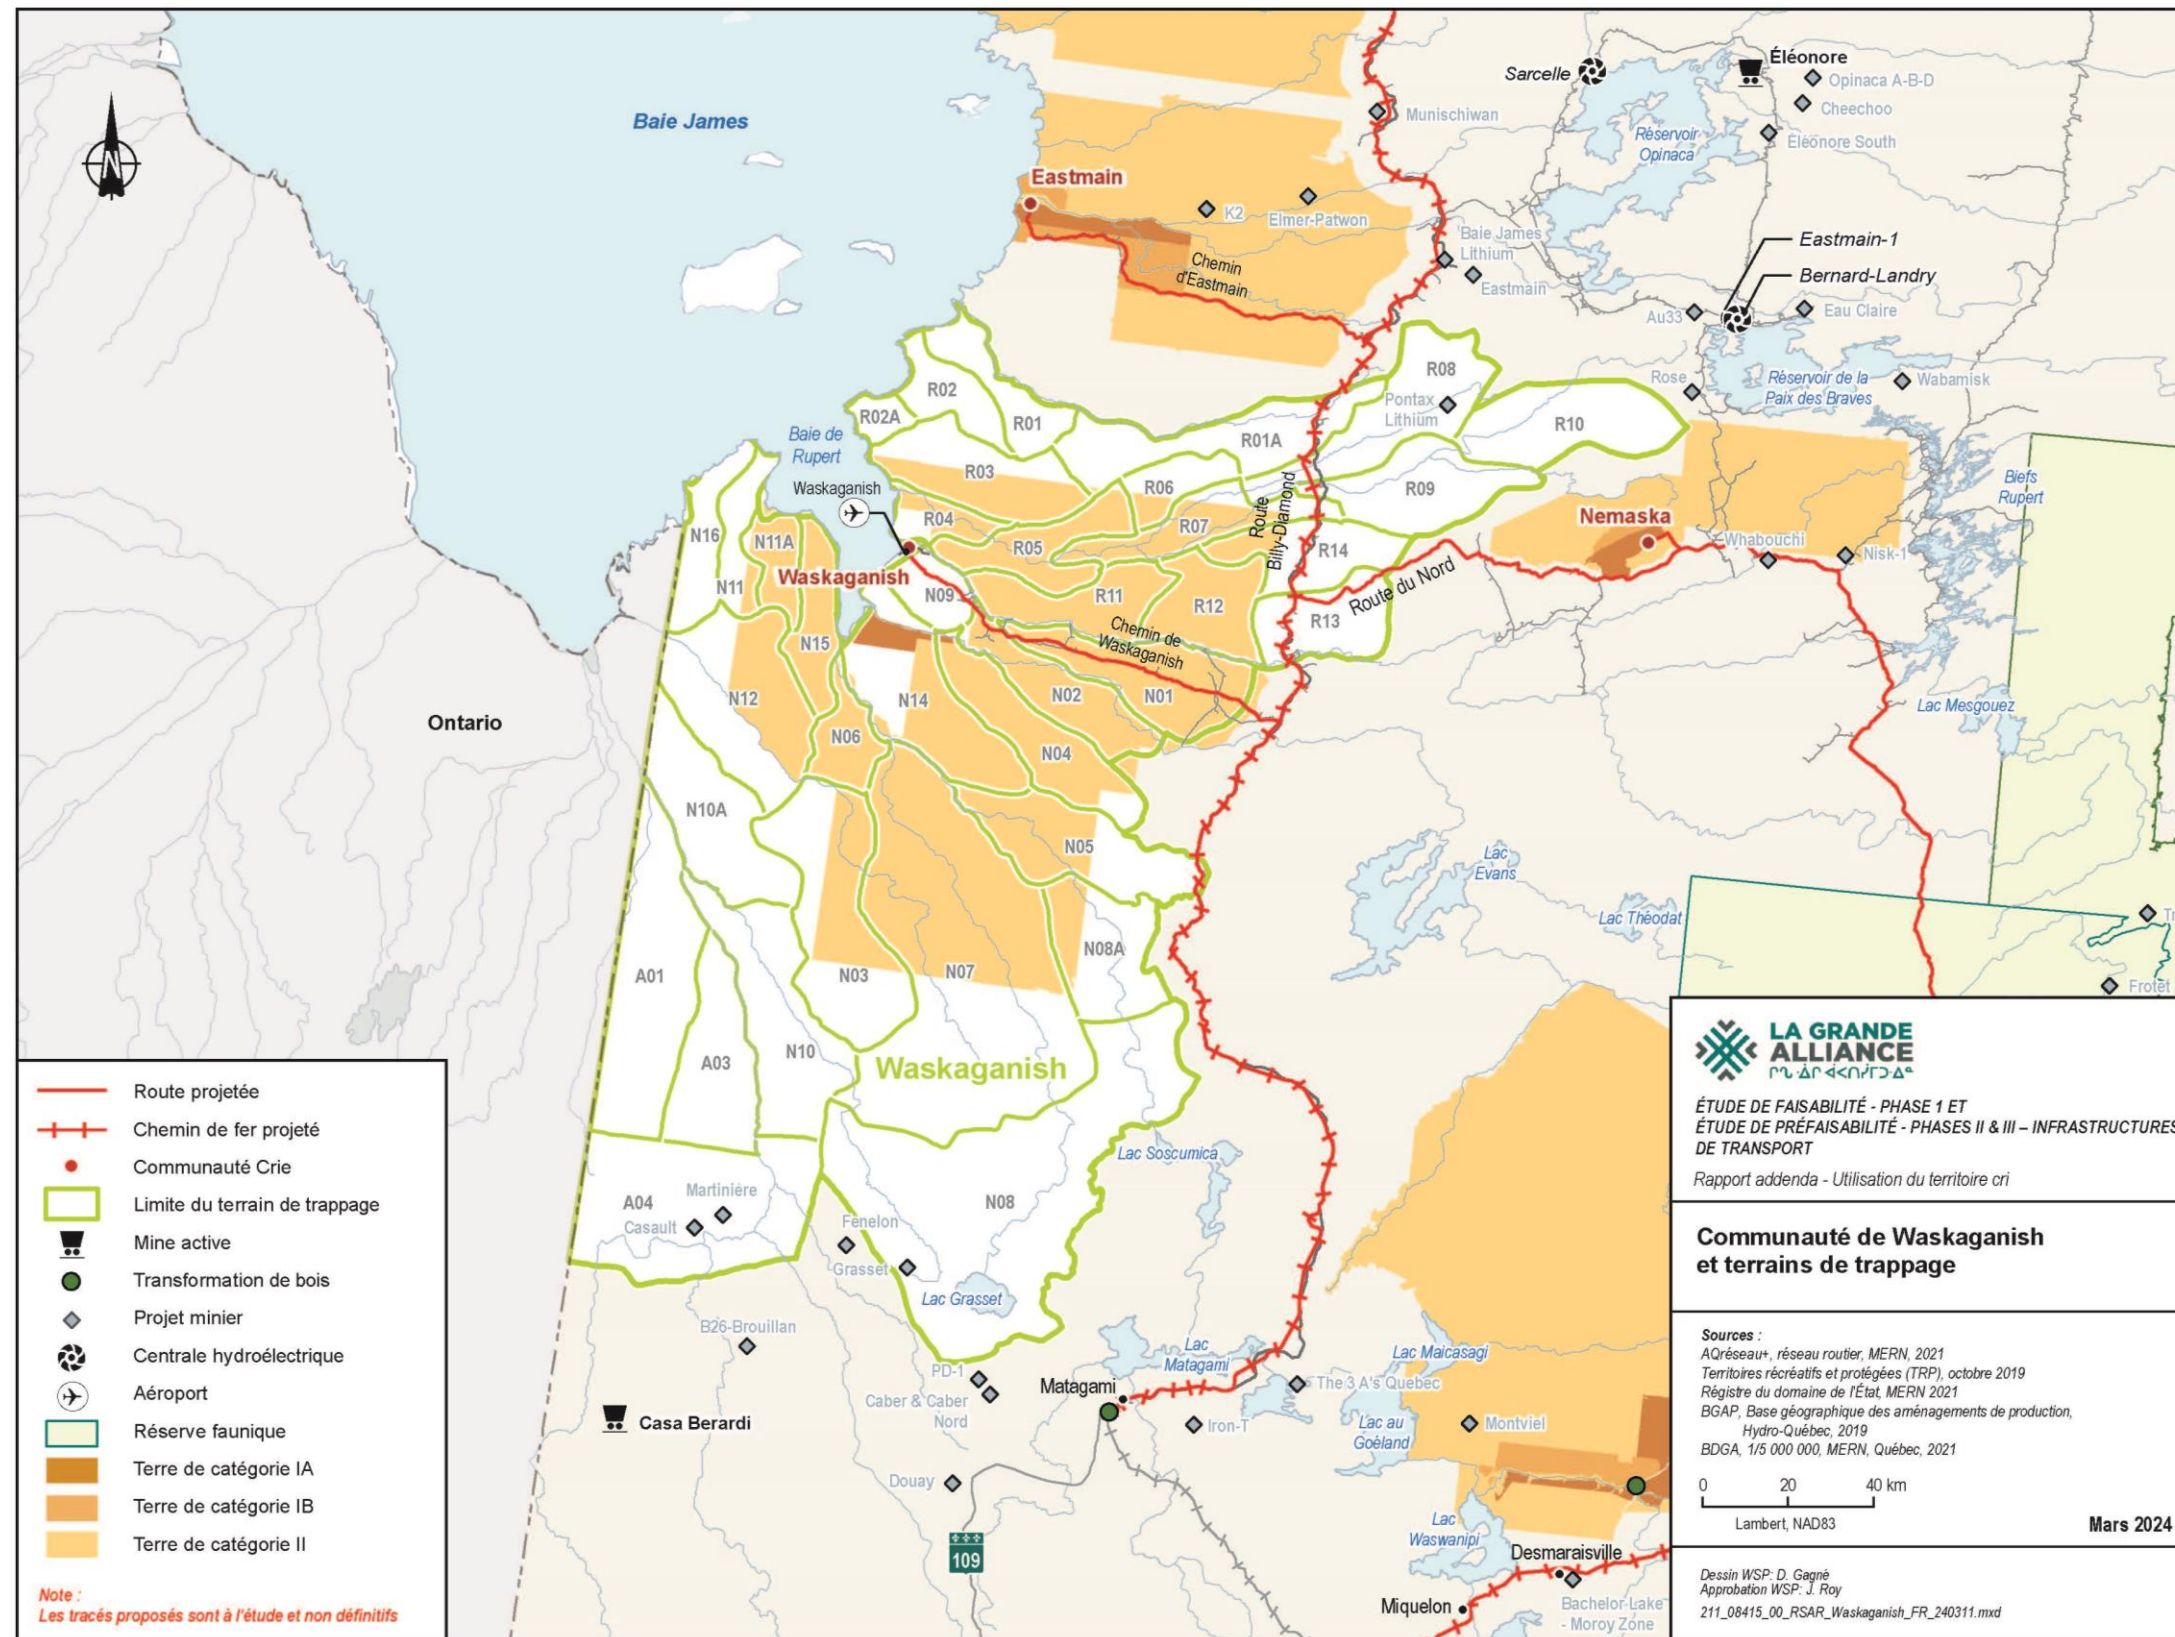 Baie James
Sarcelle
Éléonore
Opinaca A-B-D
Cheechoo
Éléonore South
Réservoir
Opinaca
Munischiwan
N
Eastmain
K2
Elmer-Patwon
Baie James
Lithium
Eastmain
Chemin
d'Eastmain
Eastmain-1
Bernard-Landry
Au33
Eau Claire
Rose
Réservoir de la
Paix des Braves
Wabamisk
R08
Pontax
Lithium
R10
R02
R02A
R01
R01A
Baie de
Rupert
R03
R06
R09
Waskaganish
R04
R07
Route
Billy-Diamond
Biefs
Rupert
Nemaska
N16
N11A
R05
R14
Whabouchi
Nisk-1
Waskaganish
N11
N09
R11
R12
R13
Route du Nord
N15
Chemin de
Waskaganish
N12
N14
N02
N01
Lac Mesgouez
Ontario
N06
N04
N10A
N05
Lac
Evans
Lac Théodat
A01
N03
N07
N08A
Frotet
A03
N10
Waskaganish
Lac Soscumica
A04
Martinière
Casault
Fenelon
N08
Grasset
Lac Grasset
B26-Brouillan
PD-1
Caber & Caber
Nord
Lac
Matagami
Matagami
Lac Maicasagi
The 3 A's Quebec
Casa Berardi
Iron-T
Lac au
Goéland
Montviel
Douay
109
Lac
Waswanipi
Desmaraisville
Miquelon
Bachelor-Lake
- Moroy Zone
Route projetée
Chemin de fer projeté
Communauté Crie
Limite du terrain de trappage
Mine active
Transformation de bois
Projet minier
Centrale hydroélectrique
Aéroport
Réserve faunique
Terre de catégorie IA
Terre de catégorie IB
Terre de catégorie II
Note :
Les tracés proposés sont à l'étude et non définitifs
LA GRANDE
ALLIANCE
ÉTUDE DE FAISABILITÉ - PHASE 1 ET
ÉTUDE DE PRÉFAISABILITÉ - PHASES II & III – INFRASTRUCTURES
DE TRANSPORT
Rapport addenda - Utilisation du territoire cri
Communauté de Waskaganish
et terrains de trappage
Sources :
AQréseau+, réseau routier, MERN, 2021
Territoires récréatifs et protégées (TRP), octobre 2019
Régistre du domaine de l'État, MERN 2021
BGAP, Base géographique des aménagements de production,
Hydro-Québec, 2019
BDGA, 1/5 000 000, MERN, Québec, 2021
0 20 40 km
Lambert, NAD83
Mars 2024
Dessin WSP: D. Gagné
Approbation WSP: J. Roy
211_08415_00_RSAR_Waskaganish_FR_240311.mxd